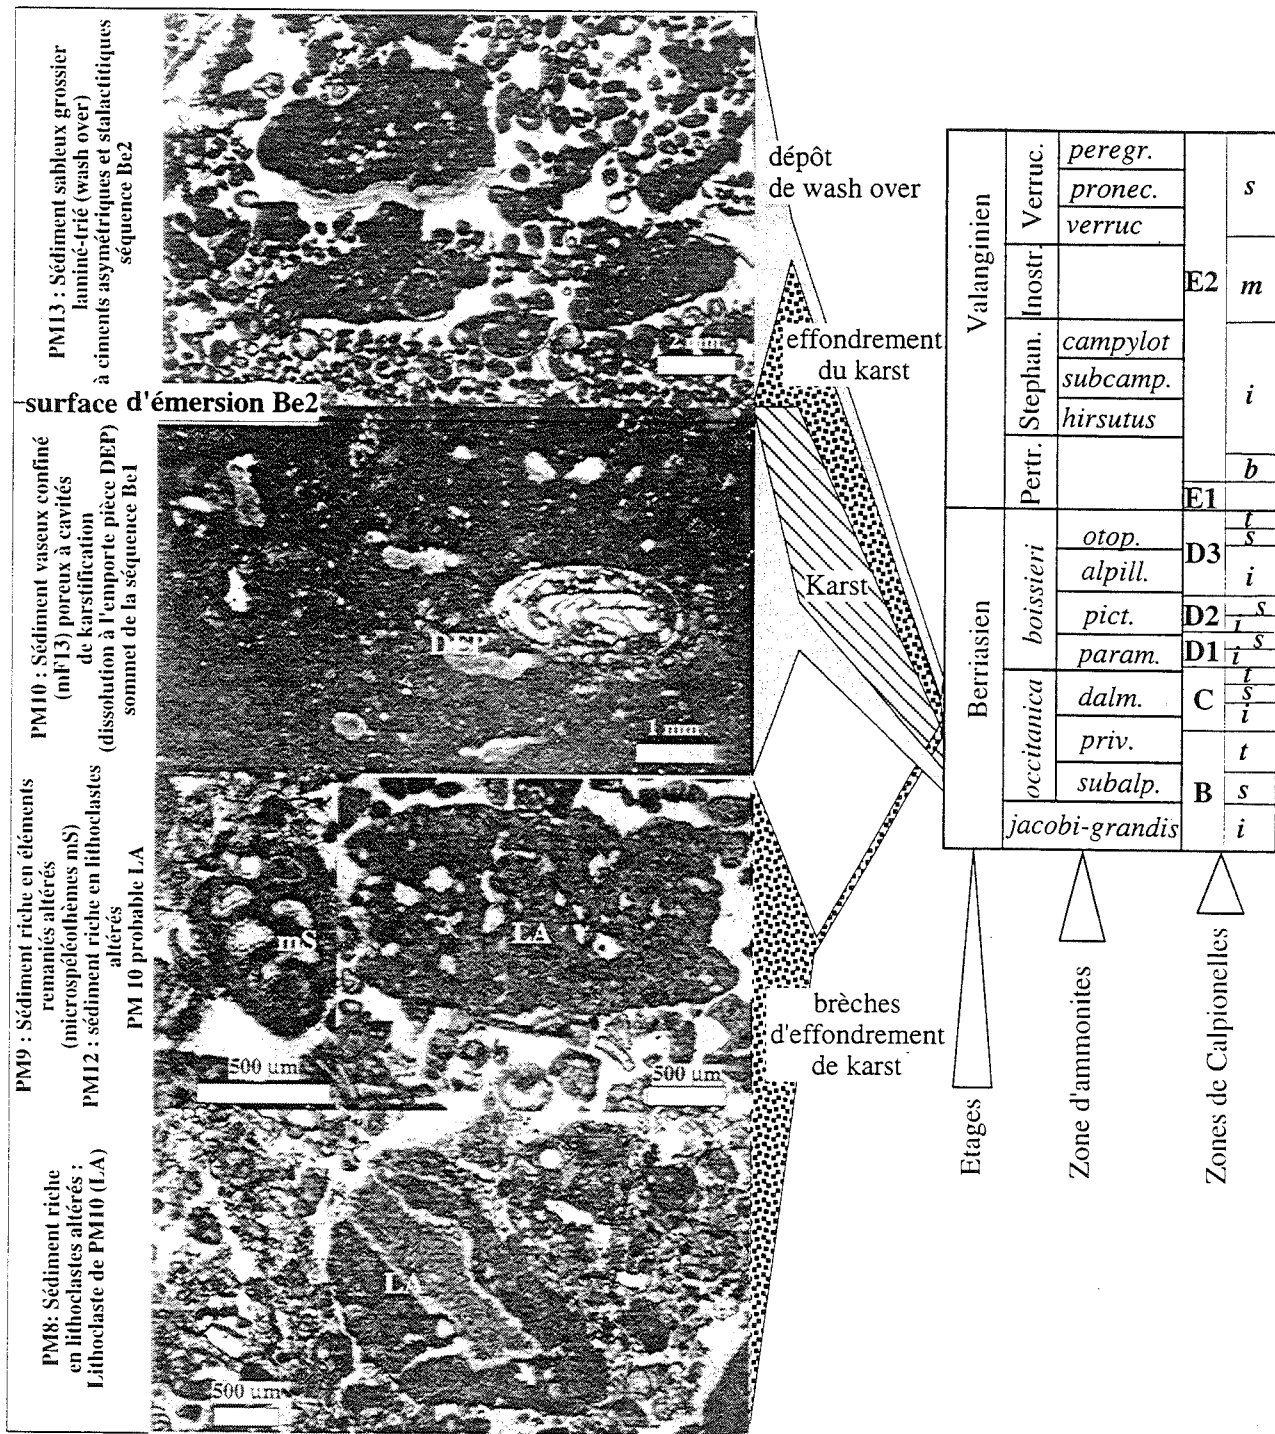 PM13 : Sédiment sableux grossier
laminé-trié (wash over)
à ciments asymétriques et stalactitiques
séquence Be2
2 mm
surface d'émersion Be2
PM10 : Sédiment vaseux confiné
(mF13) poreux à cavités
de karstification
(dissolution à l'emporte pièce DEP)
sommet de la séquence Be1
DEP
1 mm
PM9 : Sédiment riche en éléments
remaniés altérés
(microspéléothèmes mS)
PM12 : sédiment riche en lithoclastes
altérés
PM 10 probable LA
mS
LA
500 um
500 um
PM8: Sédiment riche
en lithoclastes altérés :
Lithoclaste de PM10 (LA)
LA
500 um
dépôt
de wash over
effondrement
du karst
Karst
brèches
d'effondrement
de karst
Valanginien
Berriasien
Verruc.
Inostr.
Stephan.
Pertr.
boissieri
occitanica
peregr.
pronec.
verruc
campylot
subcamp.
hirsutus
otop.
alpill.
pict.
param.
dalm.
priv.
subalp.
jacobi-grandis
E2
E1
D3
D2
D1
C
B
s
m
i
b
t
s
i
s
i
s
i
t
s
i
t
s
i
Etages
Zone d'ammonites
Zones de Calpionelles